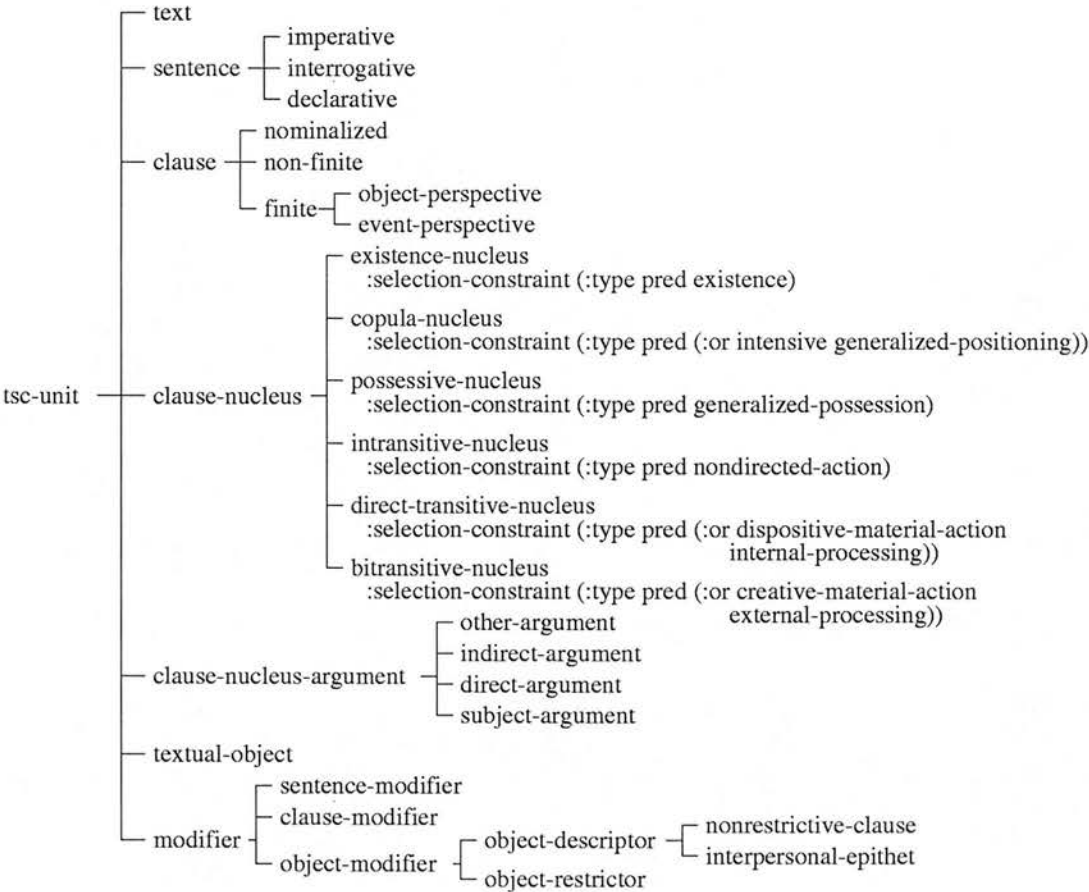 text
imperative
sentence
interrogative
declarative
nominalized
clause
non-finite
object-perspective
finite
event-perspective
existence-nucleus
:selection-constraint (:type pred existence)
copula-nucleus
:selection-constraint (:type pred (:or intensive generalized-positioning))
possessive-nucleus
tsc-unit
clause-nucleus
:selection-constraint (:type pred generalized-possession)
intransitive-nucleus
:selection-constraint (:type pred nondirected-action)
direct-transitive-nucleus
:selection-constraint (:type pred (:or dispositive-material-action
internal-processing))
bitransitive-nucleus
:selection-constraint (:type pred (:or creative-material-action
external-processing))
other-argument
indirect-argument
clause-nucleus-argument
direct-argument
subject-argument
textual-object
sentence-modifier
clause-modifier
modifier
object-modifier
object-descriptor
nonrestrictive-clause
interpersonal-epithet
object-restrictor